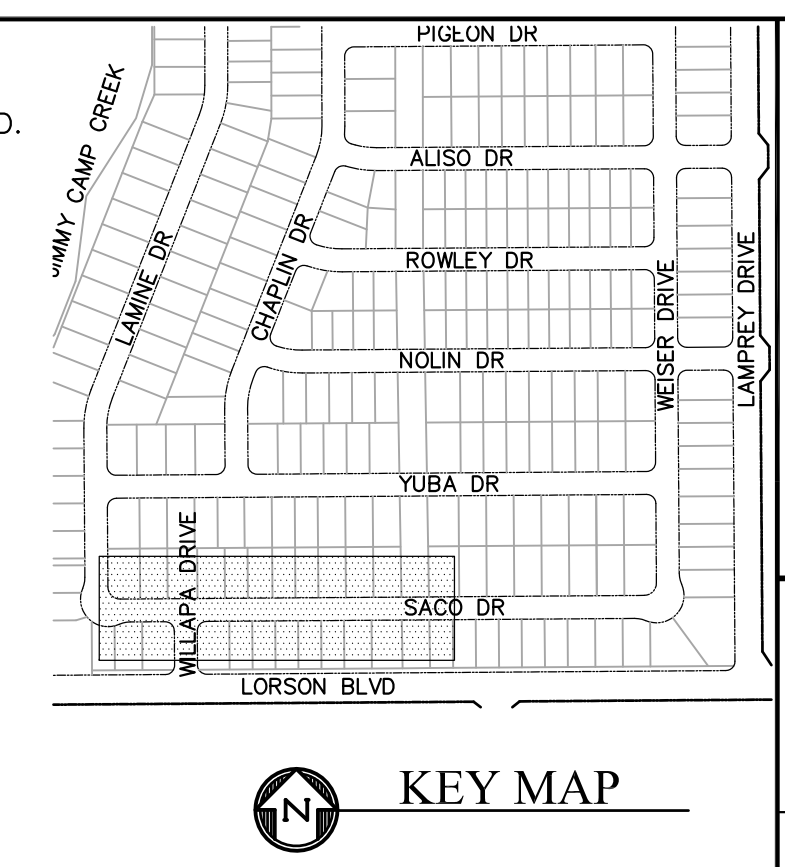 PIGEON DR
JIMMY CAMP CREEK
D.
ALISO DR
LAMINE DR
CHAPLIN DR
ROWLEY DR
WEISER DRIVE
LAMPREY DRIVE
NOLIN DR
YUBA DR
WILLAPA DRIVE
SACO DR
LORSON BLVD
N
KEY MAP